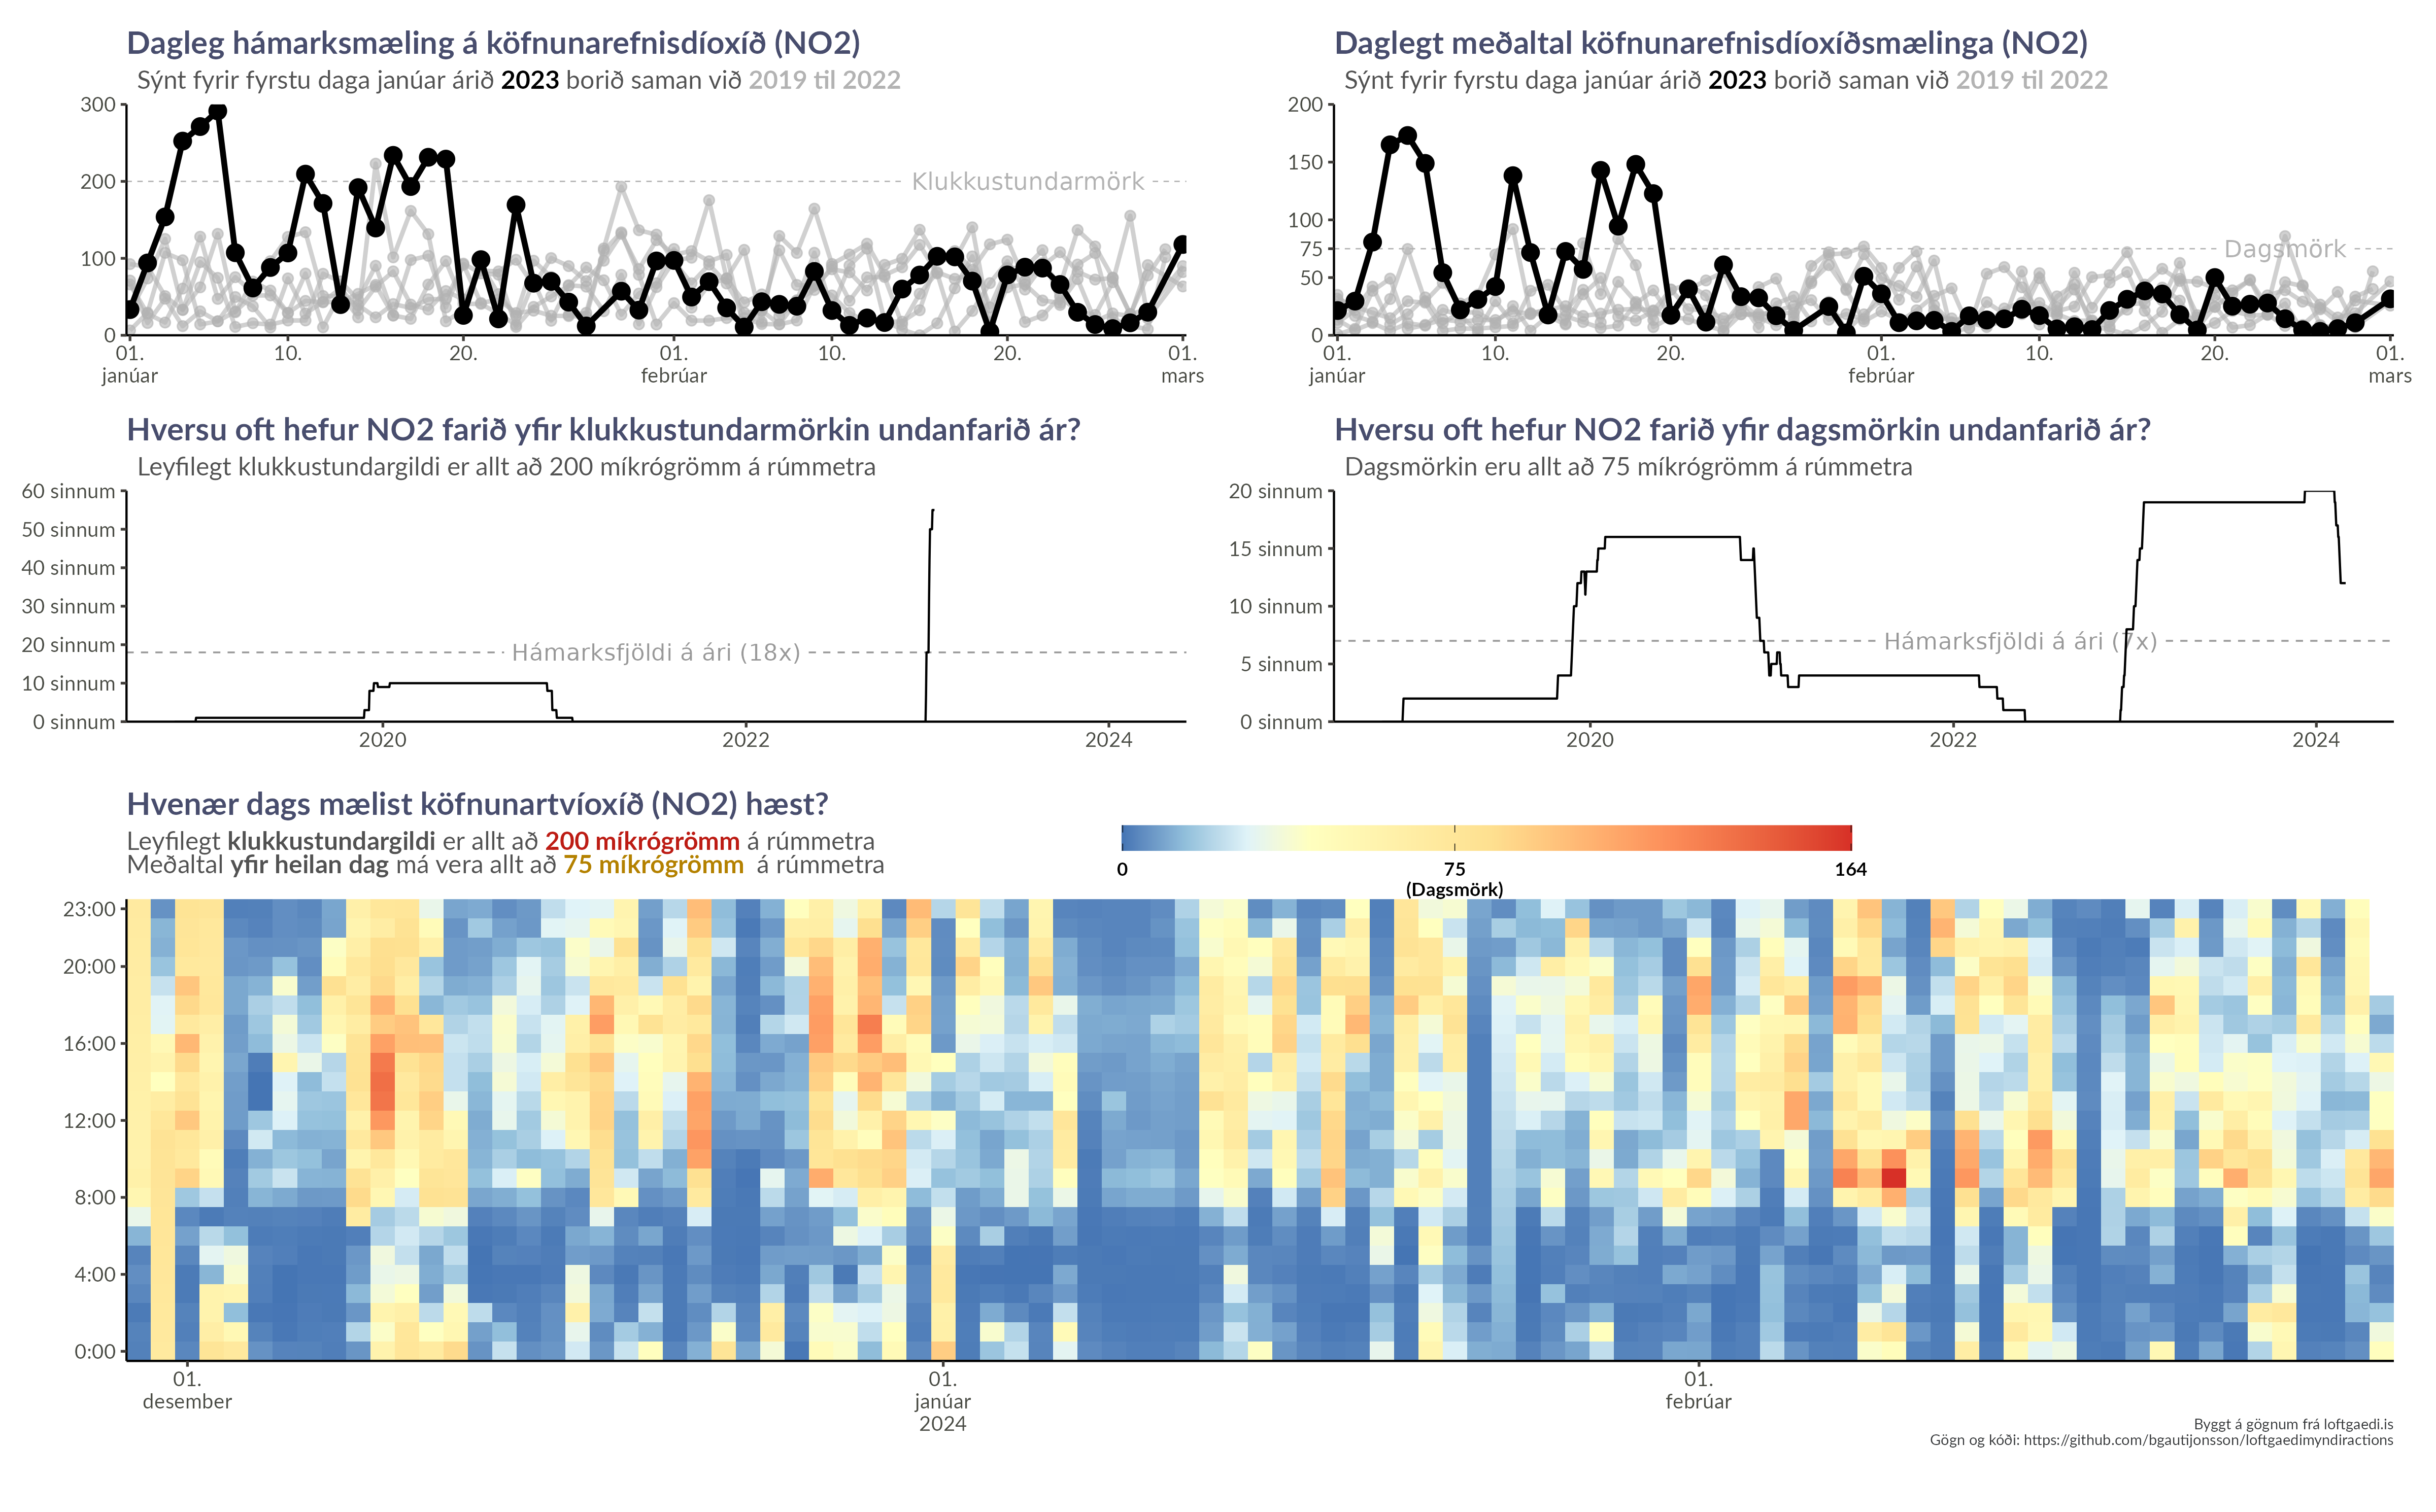 Dagleg hámarksmæling á köfnunarefnisdíoxíð (NO2)
Sýnt fyrir fyrstu daga janúar árið 2023 borið saman við 2019 til 2022
300
200
100
0
Klukkustundarmörk
01. 10. 20. 01. 10. 20. 01.
janúar febrúar mars
Daglegt meðaltal köfnunarefnisdíoxíðsmælinga (NO2)
Sýnt fyrir fyrstu daga janúar árið 2023 borið saman við 2019 til 2022
200
150
100
75
50
0
Dagsmörk
01. 10. 20. 01. 10. 20. 01.
janúar febrúar mars
Hversu oft hefur NO2 farið yfir klukkustundarmörkin undanfarið ár?
Leyfilegt klukkustundargildi er allt að 200 míkrógrömm á rúmmetra
60 sinnum
50 sinnum
40 sinnum
30 sinnum
20 sinnum
10 sinnum
0 sinnum
Hámarksfjöldi á ári (18x)
2020 2022 2024
Hversu oft hefur NO2 farið yfir dagsmörkin undanfarið ár?
Dagsmörkin eru allt að 75 míkrógrömm á rúmmetra
20 sinnum
15 sinnum
10 sinnum
5 sinnum
0 sinnum
Hámarksfjöldi á ári (7x)
2020 2022 2024
Hvenær dags mælist köfnunartvíoxíð (NO2) hæst?
Leyfilegt klukkustundargildi er allt að 200 míkrógrömm á rúmmetra
Meðaltal yfir heilan dag má vera allt að 75 míkrógrömm á rúmmetra
0 75 164
(Dagsmörk)
23:00
20:00
16:00
12:00
8:00
4:00
0:00
01. 01. 01.
desember janúar febrúar
2024
Byggt á gögnum frá loftgaedi.is
Gögn og kóði: https://github.com/bgautijonsson/loftgaedimyndiractions